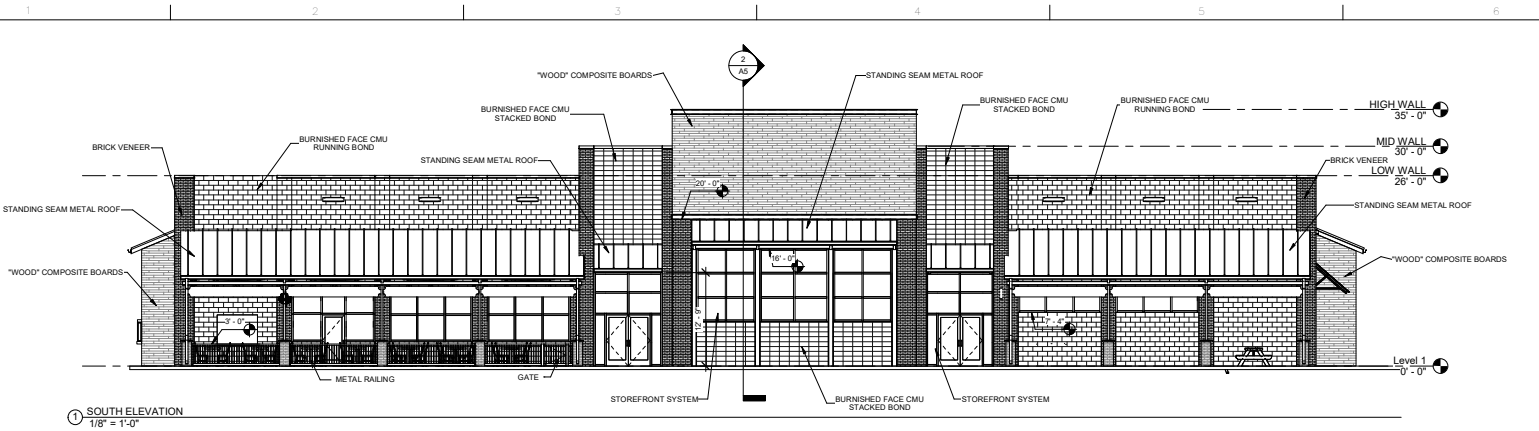 1 2 3 4 5 6
2
A5
"WOOD" COMPOSITE BOARDS
STANDING SEAM METAL ROOF
BURNISHED FACE CMU
STACKED BOND
BURNISHED FACE CMU
STACKED BOND
BURNISHED FACE CMU
RUNNING BOND
HIGH WALL
35' - 0"
BURNISHED FACE CMU
RUNNING BOND
BRICK VENEER
STANDING SEAM METAL ROOF
MID WALL
30' - 0"
BRICK VENEER
LOW WALL
26' - 0"
20' - 0"
STANDING SEAM METAL ROOF
STANDING SEAM METAL ROOF
"WOOD" COMPOSITE BOARDS
16' - 0"
"WOOD" COMPOSITE BOARDS
12' - 9"
3' - 0"
7' - 4"
Level 1
0' - 0"
METAL RAILING
GATE
STOREFRONT SYSTEM
BURNISHED FACE CMU
STACKED BOND
STOREFRONT SYSTEM
1 SOUTH ELEVATION
1/8" = 1'-0"